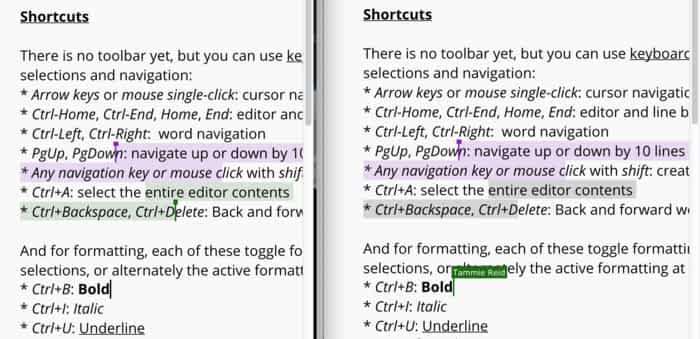 Shortcuts
There is no toolbar yet, but you can use ke
selections and navigation:
* Arrow keys or mouse single-click: cursor na
* Ctrl-Home, Ctrl-End, Home, End: editor and
* Ctrl-Left, Ctrl-Right: word navigation
* PgUp, PgDown: navigate up or down by 10
* Any navigation key or mouse click with shif
* Ctrl+A: select the entire editor contents
* Ctrl+Backspace, Ctrl+Delete: Back and forw
And for formatting, each of these toggle fo
selections, or alternately the active formatt
* Ctrl+B: Bold
* Ctrl+I: Italic
* Ctrl+U: Underline
Shortcuts
There is no toolbar yet, but you can use keyboard
selections and navigation:
* Arrow keys or mouse single-click: cursor navigatio
* Ctrl-Home, Ctrl-End, Home, End: editor and line b
* Ctrl-Left, Ctrl-Right: word navigation
* PgUp, PgDown: navigate up or down by 10 lines
* Any navigation key or mouse click with shift: creat
* Ctrl+A: select the entire editor contents
* Ctrl+Backspace, Ctrl+Delete: Back and forward w
And for formatting, each of these toggle formattin
selections, or ely the active formatting at
Tammie Reid
* Ctrl+B: Bold
* Ctrl+I: Italic
* Ctrl+U: Underline